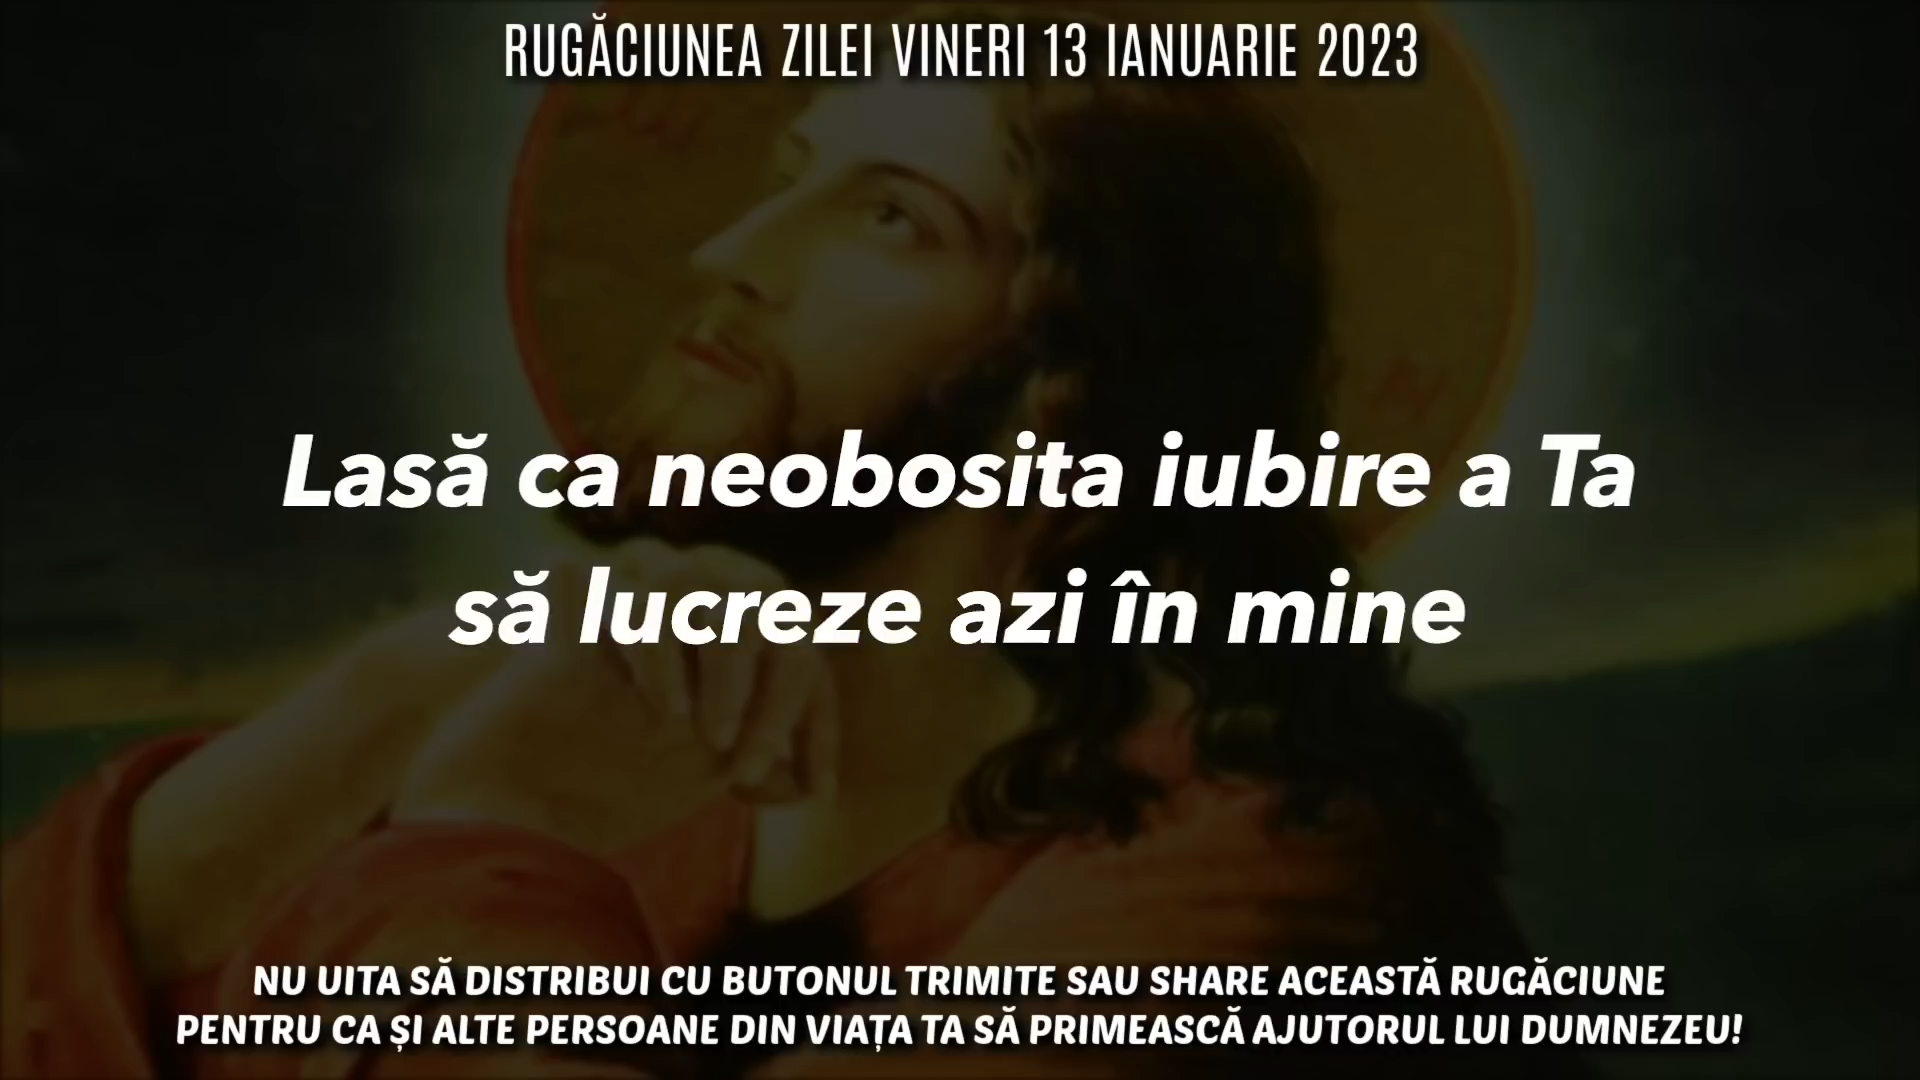 RUGĂCIUNEA ZILEI VINERI 13 IANUARIE 2023
Lasă ca neobosita iubire a Ta
să lucreze azi în mine
NU UITA SĂ DISTRIBUI CU BUTONUL TRIMITE SAU SHARE ACEASTĂ RUGĂCIUNE
PENTRU CA ȘI ALTE PERSOANE DIN VIAȚA TA SĂ PRIMEASCĂ AJUTORUL LUI DUMNEZEU!